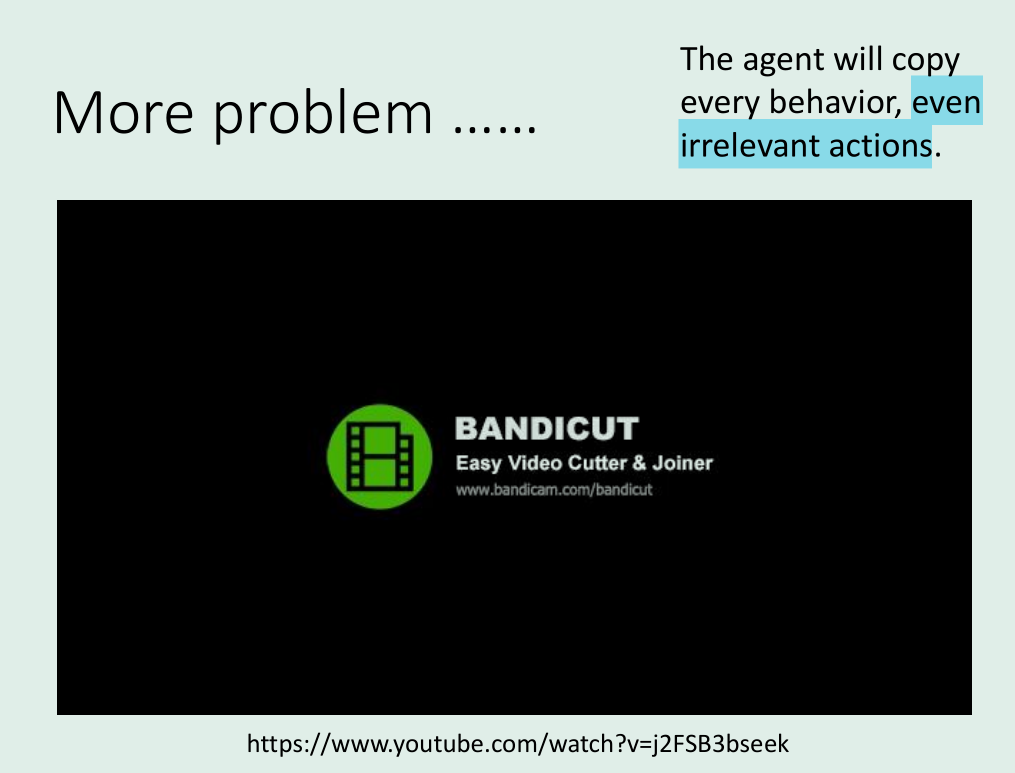 More problem ……
The agent will copy
every behavior, even
irrelevant actions.
BANDICUT
Easy Video Cutter & Joiner
www.bandicam.com/bandicut
https://www.youtube.com/watch?v=j2FSB3bseek